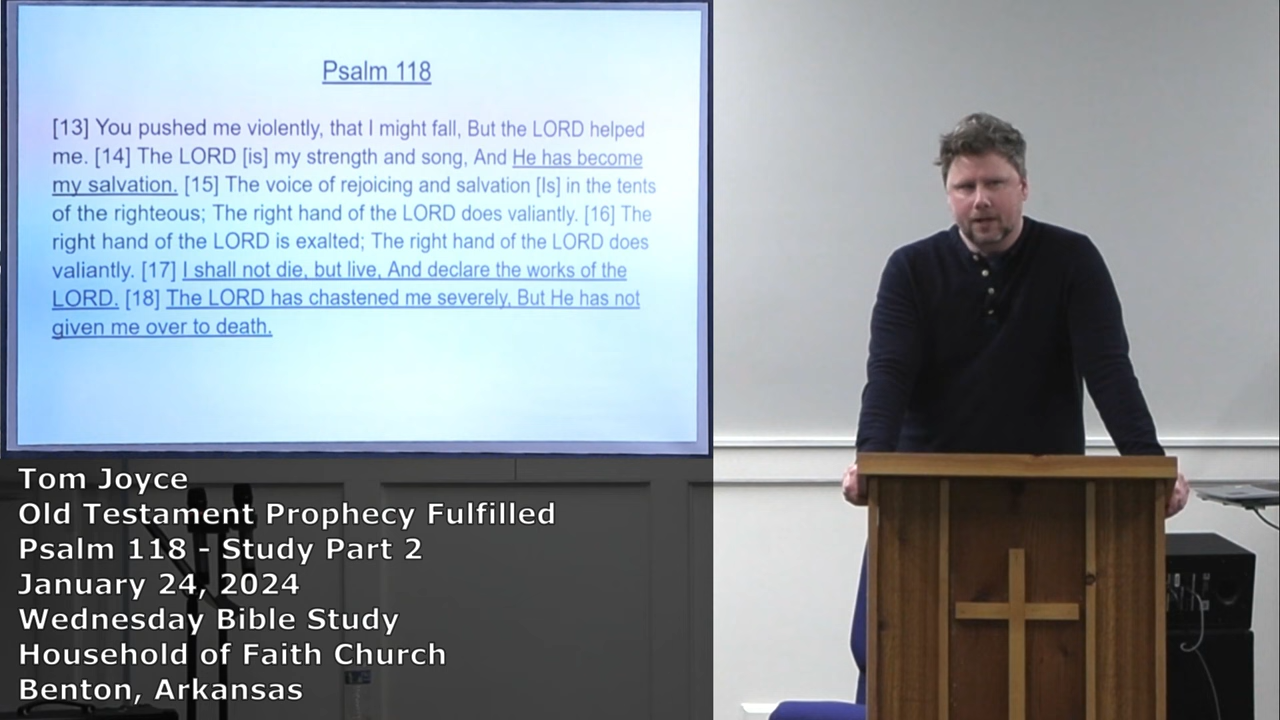 Psalm 118
[13] You pushed me violently, that I might fall, But the LORD helped
me. [14] The LORD [is] my strength and song, And He has become
my salvation. [15] The voice of rejoicing and salvation [Is] in the tents
of the righteous; The right hand of the LORD does valiantly. [16] The
right hand of the LORD is exalted; The right hand of the LORD does
valiantly. [17] I shall not die, but live, And declare the works of the
LORD. [18] The LORD has chastened me severely, But He has not
given me over to death.
Tom Joyce
Old Testament Prophecy Fulfilled
Psalm 118 - Study Part 2
January 24, 2024
Wednesday Bible Study
Household of Faith Church
Benton, Arkansas